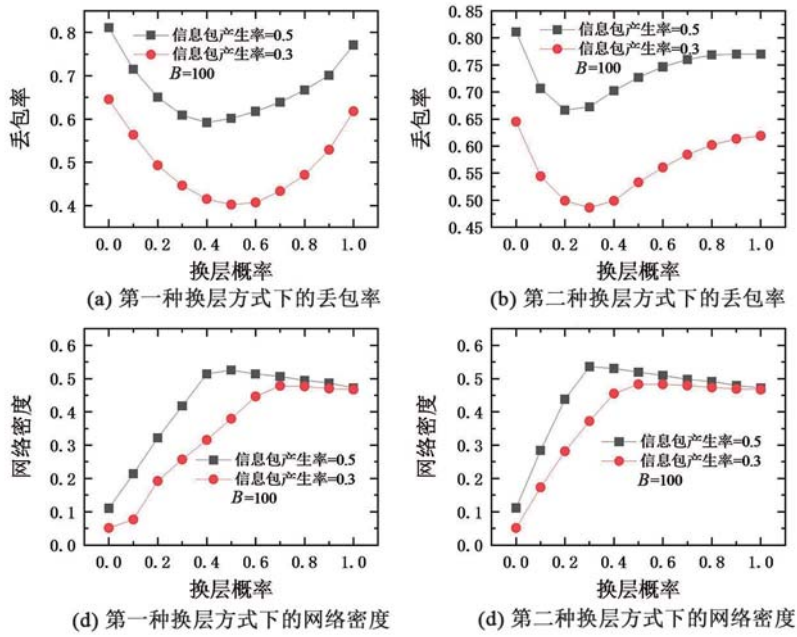 0.8
0.7
0.6
0.5
0.4
丢包率
信息包产生率=0.5
信息包产生率=0.3
B=100
0.0 0.2 0.4 0.6 0.8 1.0
换层概率
(a) 第一种换层方式下的丢包率
0.85
0.80
0.75
0.70
0.65
0.60
0.55
0.50
0.45
丢包率
信息包产生率=0.5
信息包产生率=0.3
B=100
0.0 0.2 0.4 0.6 0.8 1.0
换层概率
(b) 第二种换层方式下的丢包率
0.6
0.5
0.4
0.3
0.2
0.1
0.0
网络密度
信息包产生率=0.5
信息包产生率=0.3
B=100
0.0 0.2 0.4 0.6 0.8 1.0
换层概率
(d) 第一种换层方式下的网络密度
0.6
0.5
0.4
0.3
0.2
0.1
0.0
网络密度
信息包产生率=0.5
信息包产生率=0.3
B=100
0.0 0.2 0.4 0.6 0.8 1.0
换层概率
(d) 第二种换层方式下的网络密度